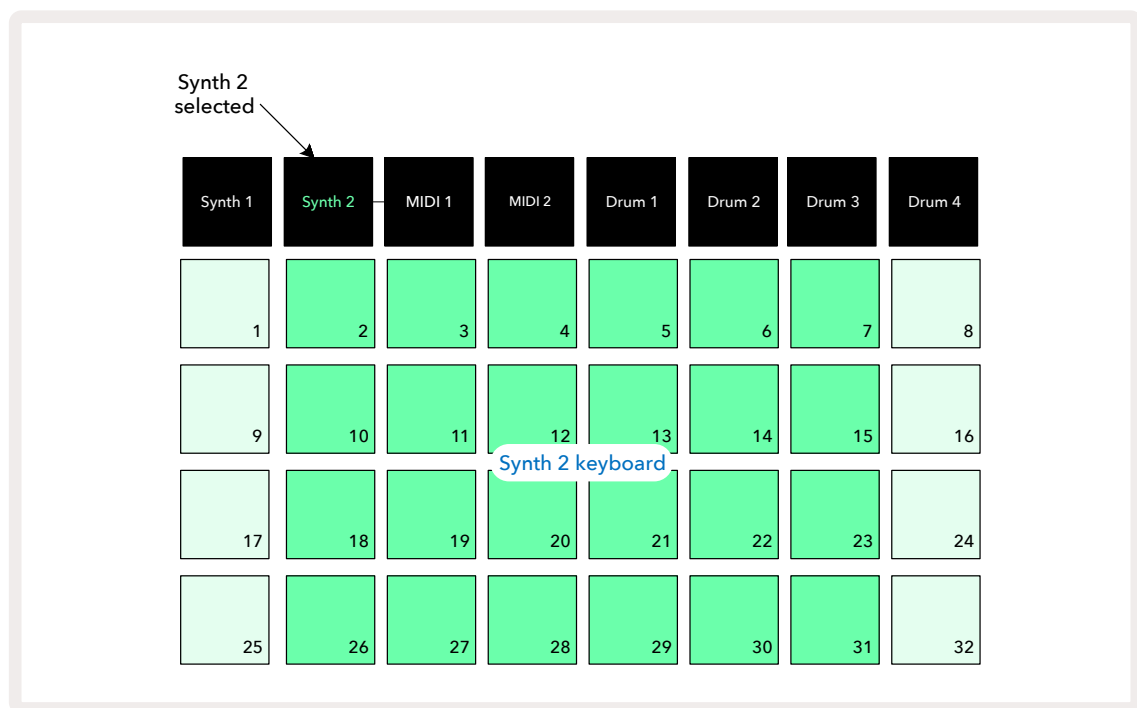 Synth 2
selected
Synth 1 Synth 2 MIDI 1 MIDI 2 Drum 1 Drum 2 Drum 3 Drum 4
1 2 3 4 5 6 7 8
9 10 11 12 13 14 15 16
Synth 2 keyboard
17 18 19 20 21 22 23 24
25 26 27 28 29 30 31 32